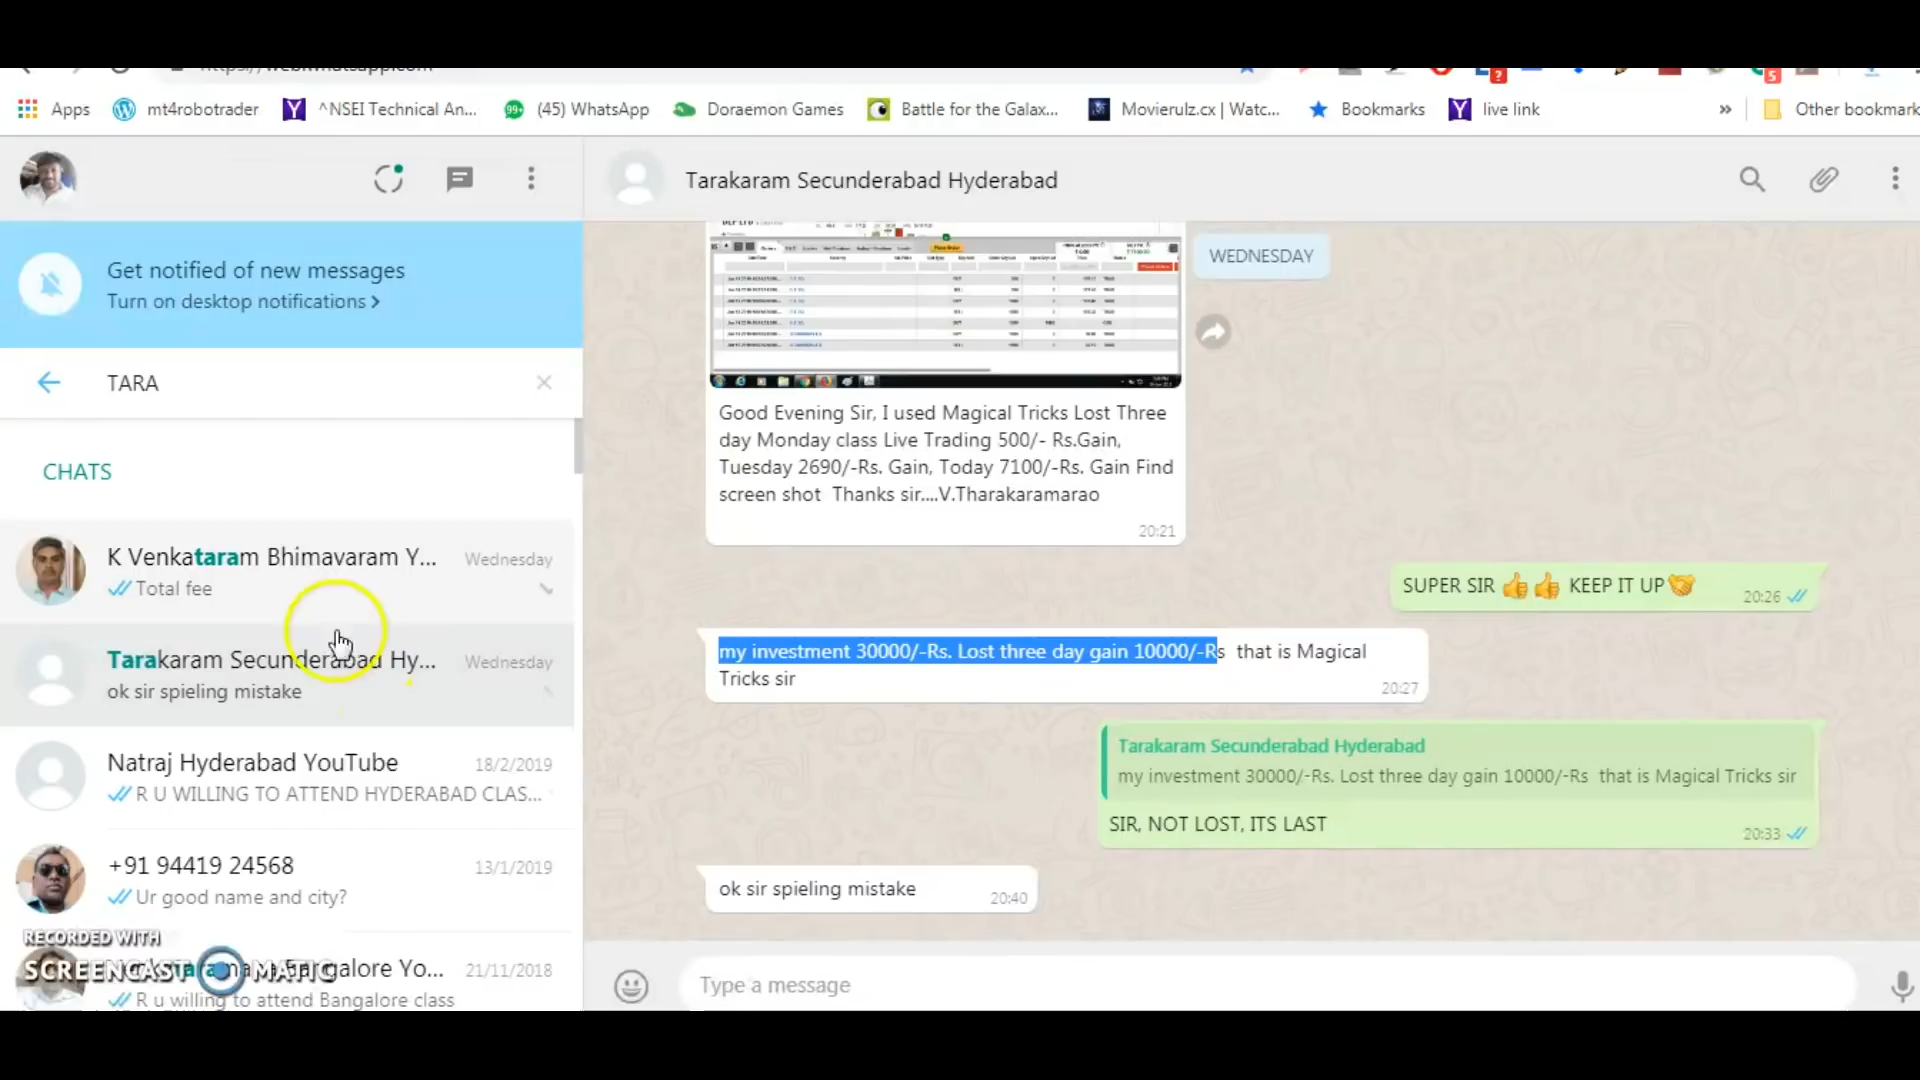 Apps
mt4robotrader
^NSEI Technical An...
(45) WhatsApp
Doraemon Games
Battle for the Galax...
Movierulz.cx | Watc...
Bookmarks
live link
»
Other bookmark
Tarakaram Secunderabad Hyderabad
Get notified of new messages
Turn on desktop notifications >
TARA
CHATS
K Venkataram Bhimavaram Y...
Wednesday
Total fee
Tarakaram Secunderabad Hy...
Wednesday
ok sir spieling mistake
Natraj Hyderabad YouTube
18/2/2019
R U WILLING TO ATTEND HYDERABAD CLAS...
+91 94419 24568
13/1/2019
Ur good name and city?
Bangalore Yo...
21/11/2018
R u willing to attend Bangalore class
RECORDED WITH
SCREENCAST MATIC
WEDNESDAY
Good Evening Sir, I used Magical Tricks Lost Three
day Monday class Live Trading 500/- Rs.Gain,
Tuesday 2690/-Rs. Gain, Today 7100/-Rs. Gain Find
screen shot  Thanks sir....V.Tharakaramarao
20:21
SUPER SIR 👍👍 KEEP IT UP🤝
20:26
my investment 30000/-Rs. Lost three day gain 10000/-Rs  that is Magical
Tricks sir
20:27
Tarakaram Secunderabad Hyderabad
my investment 30000/-Rs. Lost three day gain 10000/-Rs  that is Magical Tricks sir
SIR, NOT LOST, ITS LAST
20:33
ok sir spieling mistake
20:40
Type a message